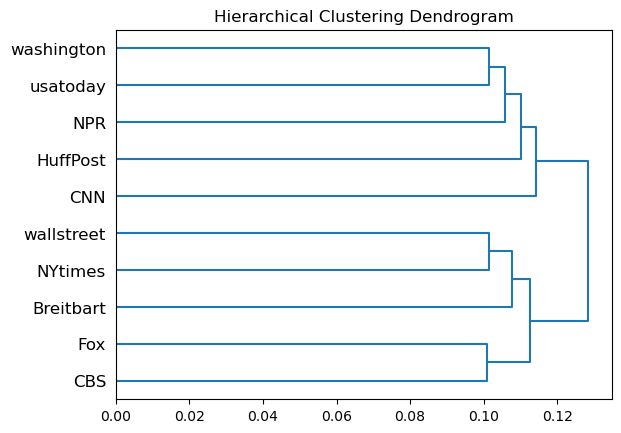 Hierarchical Clustering Dendrogram
washington
usatoday
NPR
HuffPost
CNN
wallstreet
NYtimes
Breitbart
Fox
CBS
0.00 0.02 0.04 0.06 0.08 0.10 0.12